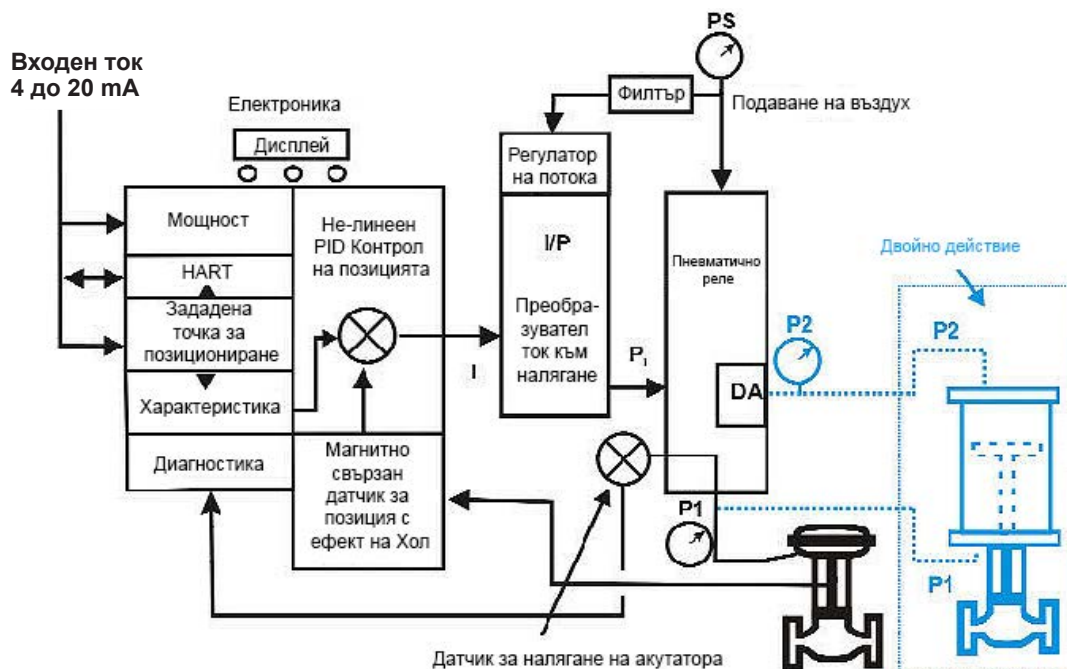 PS
Входен ток
4 до 20 mA
Филтър
Подаване на въздух
Електроника
Дисплей
Регулатор
на потока
Мощност
Не-линеен
PID Контрол
на позицията
I/P
Двойно действие
Пневматично
реле
HART
Зададена
точка за
позициониране
Преобра-
зувател
ток към
налягане
P2
P2
I
Pı
DA
Характеристика
Диагностика
Магнитно
свързан
датчик за
позиция с
ефект на Хол
P1
P1
Датчик за налягане на акутатора